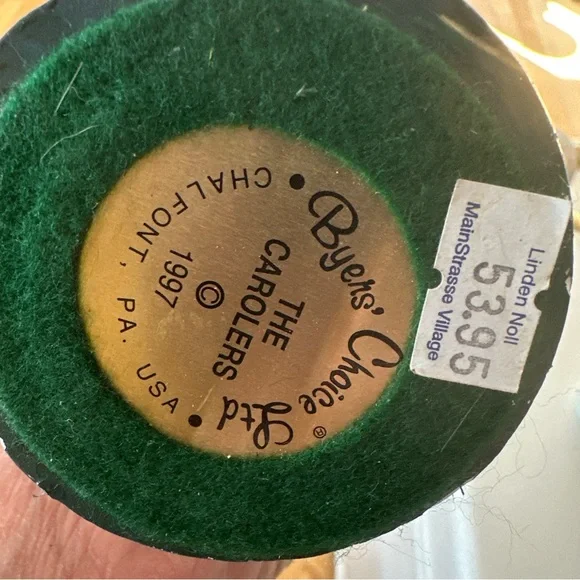 Byers' Choice Ltd ®
THE
CAROLERS
©
1997
• CHALFONT, PA. USA •
Linden Noll
53.95
MainStrasse Village